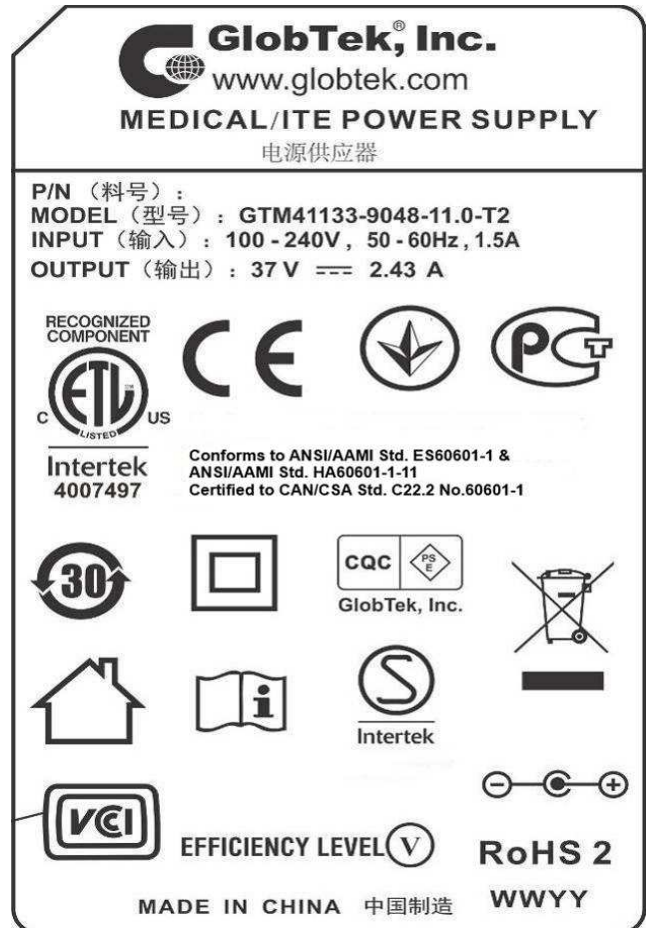 GlobTek,® Inc.
www.globtek.com
MEDICAL/ITE POWER SUPPLY
电源供应器
P/N （料号）：
MODEL（型号）：GTM41133-9048-11.0-T2
INPUT（输入）：100 - 240V , 50 - 60Hz , 1.5A
OUTPUT（输出）：37 V ⎓ 2.43 A
RECOGNIZED
COMPONENT
ETL
LISTED
C US
Intertek
4007497
CE
PCT
Conforms to ANSI/AAMI Std. ES60601-1 &
ANSI/AAMI Std. HA60601-1-11
Certified to CAN/CSA Std. C22.2 No.60601-1
30
CQC
PS
E
GlobTek, Inc.
i
S
Intertek
VCI
EFFICIENCY LEVEL V
RoHS 2
WWYY
MADE IN CHINA 中国制造